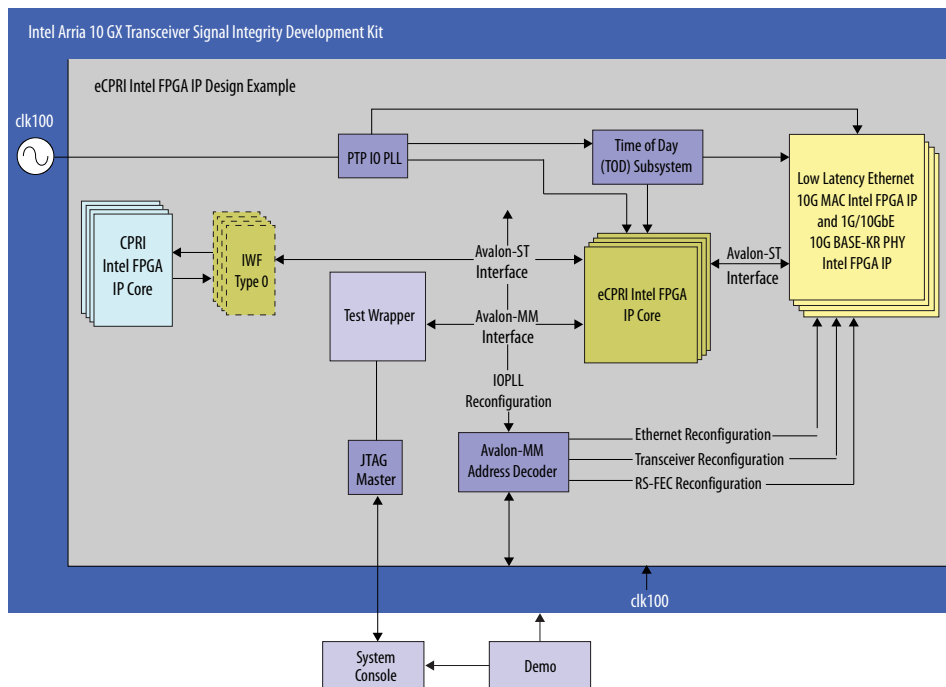 Intel Arria 10 GX Transceiver Signal Integrity Development Kit
eCPRI Intel FPGA IP Design Example
clk100
PTP IO PLL
Time of Day
(TOD) Subsystem
Low Latency Ethernet
10G MAC Intel FPGA IP
and 1G/10GbE
10G BASE-KR PHY
Intel FPGA IP
CPRI
Intel FPGA
IP Core
IWF
Type 0
Avalon-ST
Interface
eCPRI Intel FPGA
IP Core
Avalon-ST
Interface
Test Wrapper
Avalon-MM
Interface
IOPLL
Reconfiguration
JTAG
Master
Avalon-MM
Address Decoder
Ethernet Reconfiguration
Transceiver Reconfiguration
RS-FEC Reconfiguration
clk100
System
Console
Demo